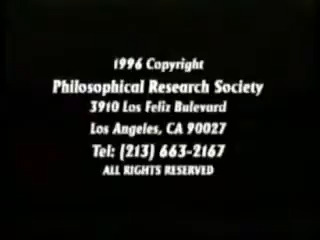 1996 Copyright
Philosophical Research Society
3910 Los Feliz Bulevard
Los Angeles, CA 90027
Tel: (213) 663-2167
ALL RIGHTS RESERVED